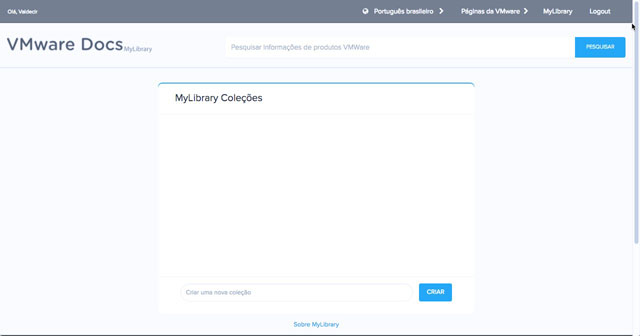 Olá, Valdecir
Português brasileiro
Páginas da VMware
MyLibrary
Logout
VMware Docs MyLibrary
Pesquisar informações de produtos VMWare
PESQUISAR
MyLibrary Coleções
Criar uma nova coleção
CRIAR
Sobre MyLibrary